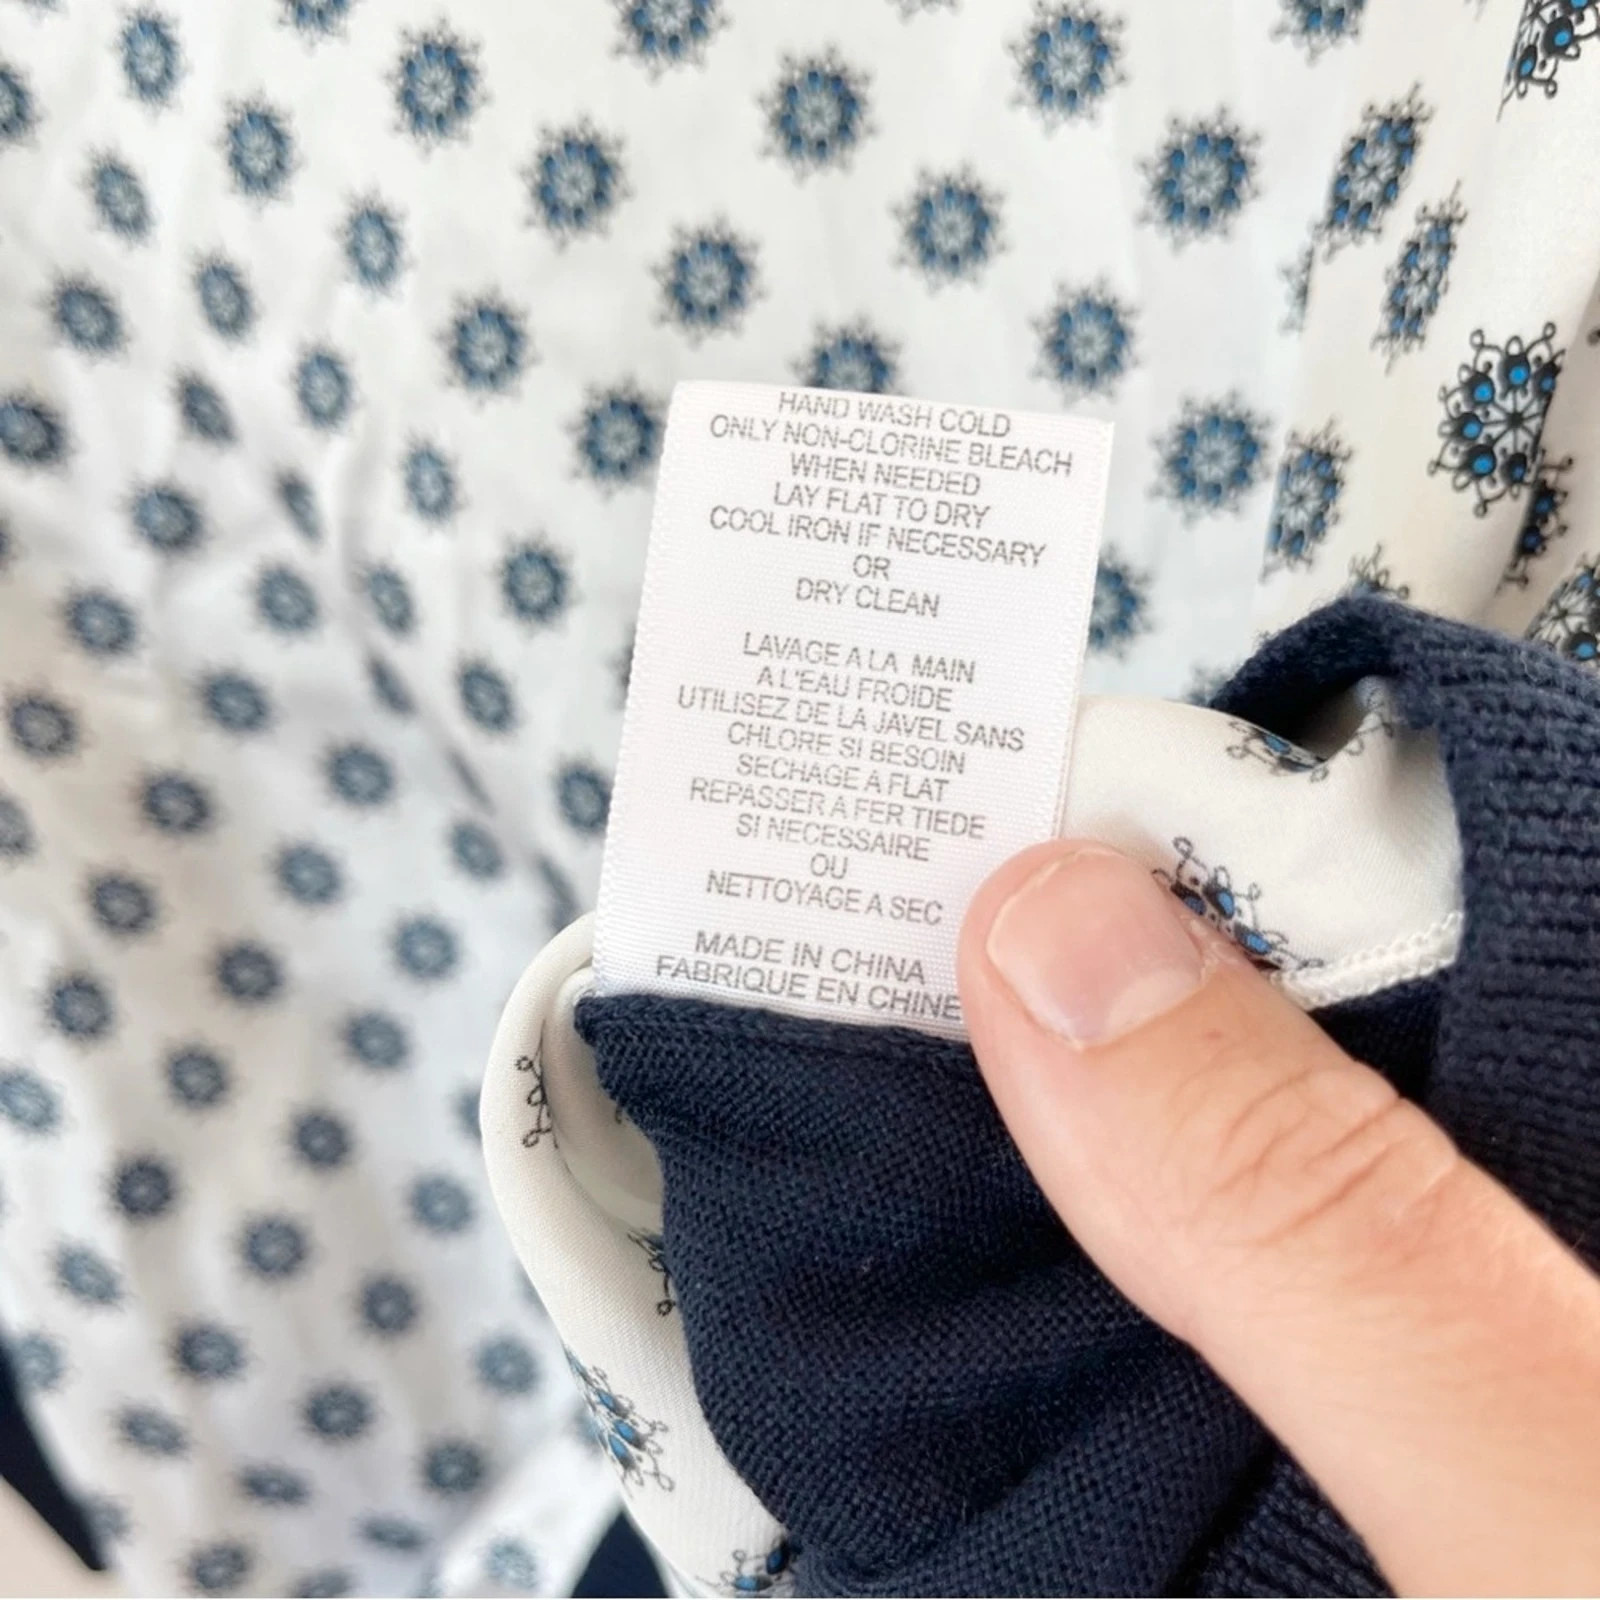 HAND WASH COLD
ONLY NON-CLORINE BLEACH
WHEN NEEDED
LAY FLAT TO DRY
COOL IRON IF NECESSARY
OR
DRY CLEAN
LAVAGE A LA MAIN
A L'EAU FROIDE
UTILISEZ DE LA JAVEL SANS
CHLORE SI BESOIN
SECHAGE A FLAT
REPASSER A FER TIEDE
SI NECESSAIRE
OU
NETTOYAGE A SEC
MADE IN CHINA
FABRIQUE EN CHINE